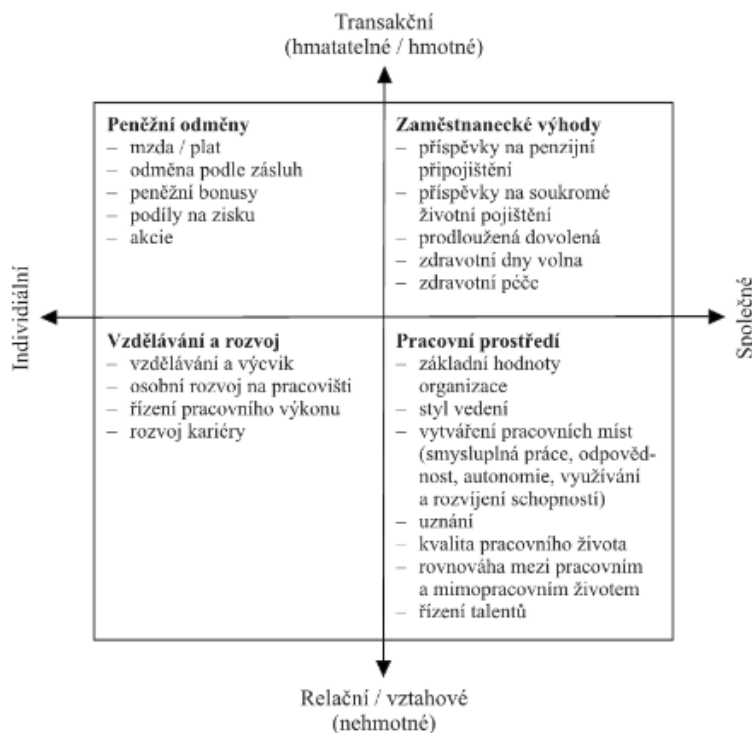 Transakční
(hmatatelné / hmotné)
Peněžní odměny
– mzda / plat
– odměna podle zásluh
– peněžní bonusy
– podíly na zisku
– akcie
Zaměstnanecké výhody
– příspěvky na penzijní
připojištění
– příspěvky na soukromé
životní pojištění
– prodloužená dovolená
– zdravotní dny volna
– zdravotní péče
Individiální
Společné
Vzdělávání a rozvoj
– vzdělávání a výcvik
– osobní rozvoj na pracovišti
– řízení pracovního výkonu
– rozvoj kariéry
Pracovní prostředí
– základní hodnoty
organizace
– styl vedení
– vytváření pracovních míst
(smysluplná práce, odpověd-
nost, autonomie, využívání
a rozvíjení schopností)
– uznání
– kvalita pracovního života
– rovnováha mezi pracovním
a mimopracovním životem
– řízení talentů
Relační / vztahové
(nehmotné)